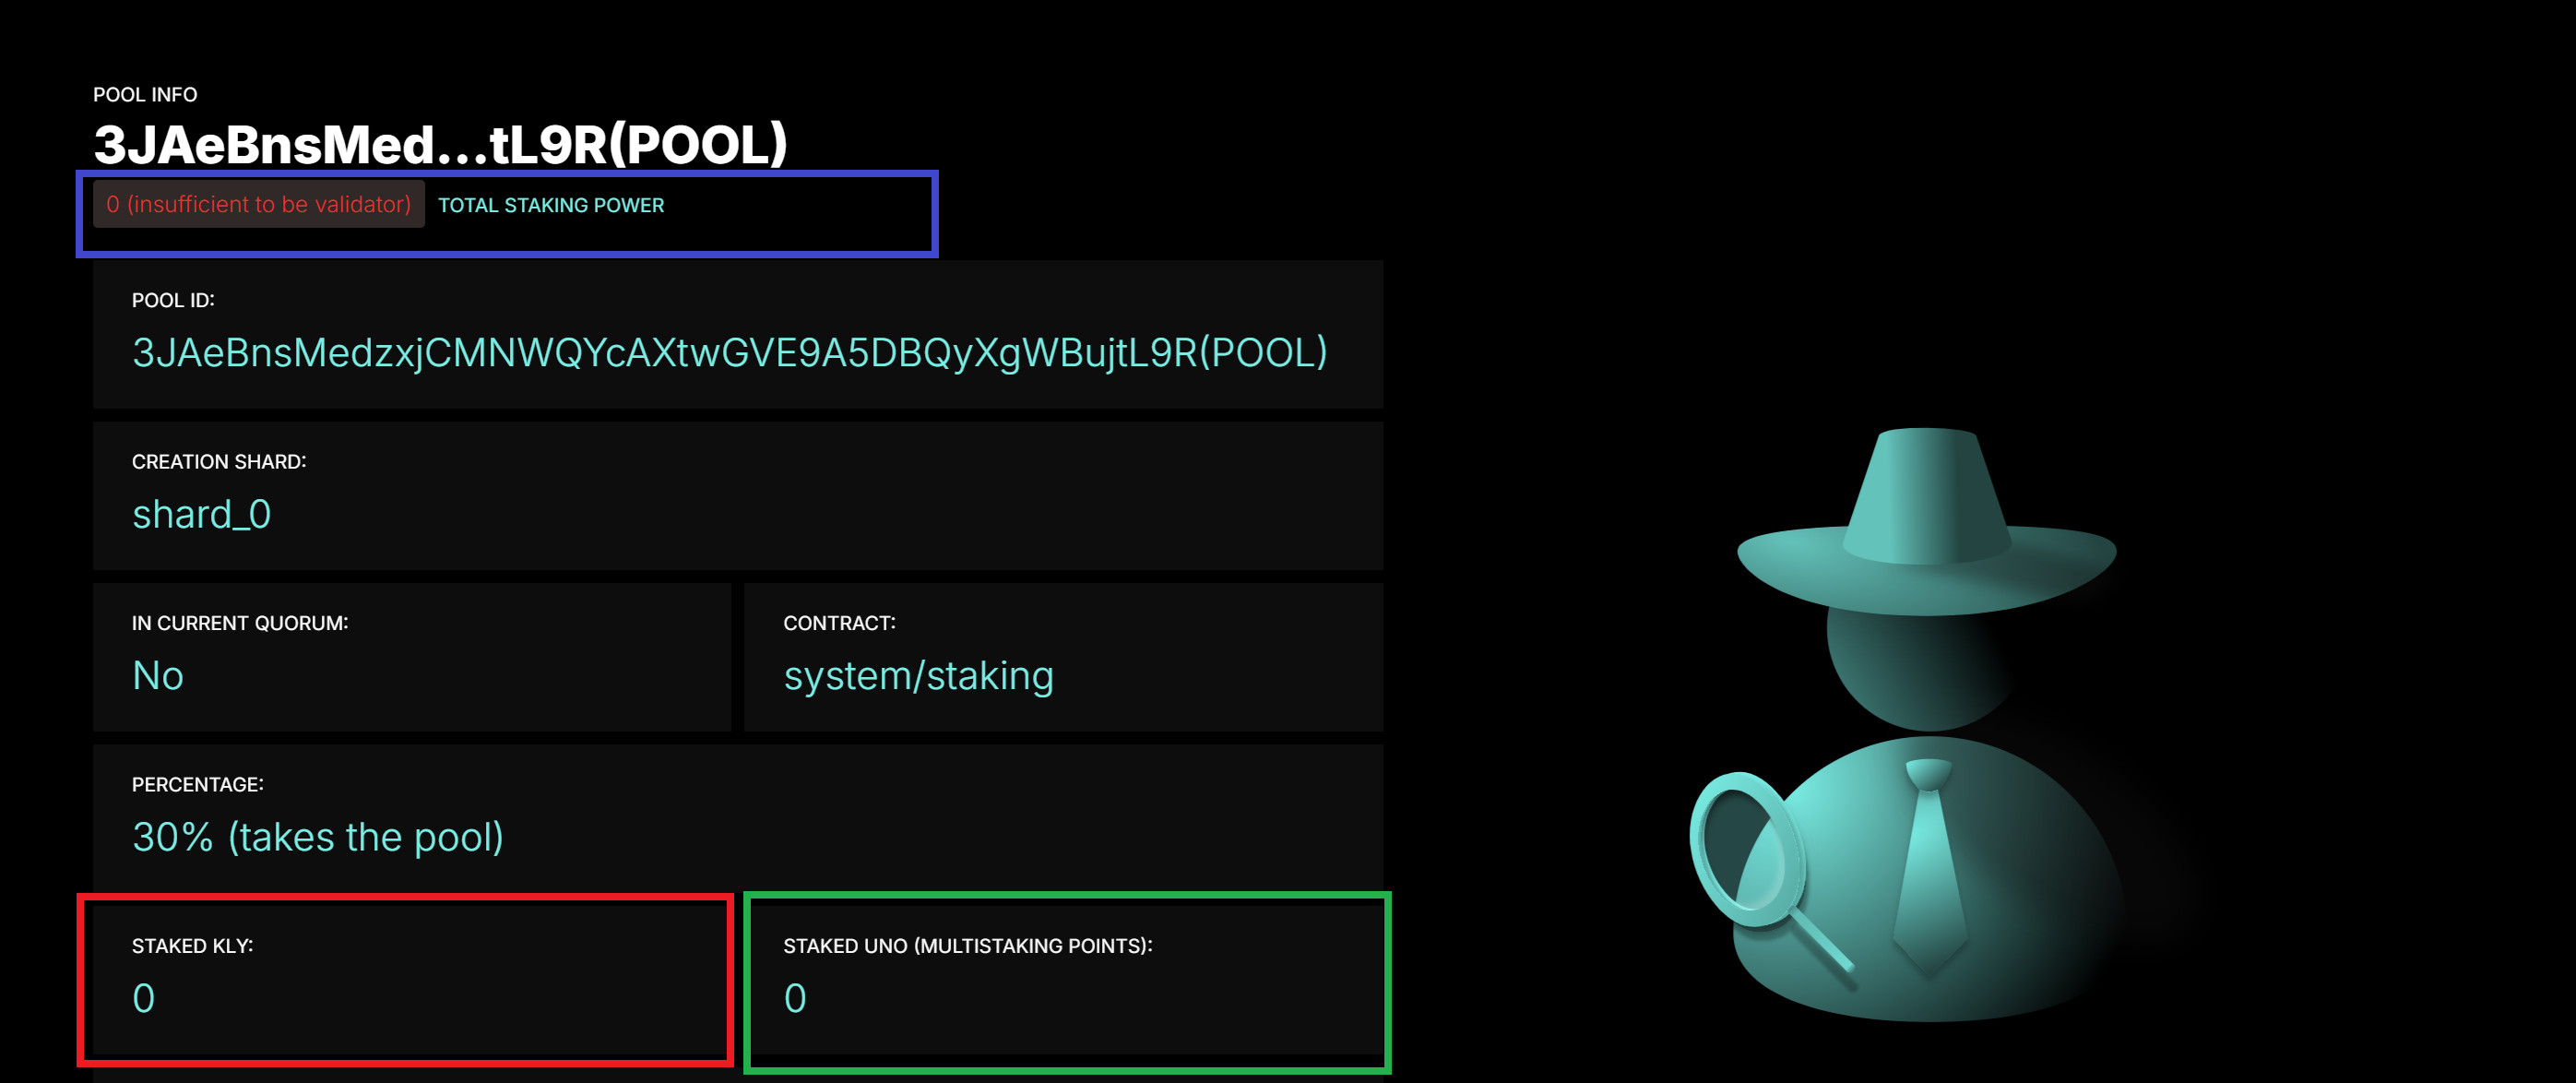 POOL INFO
3JAeBnsMed...tL9R(POOL)
0 (insufficient to be validator) TOTAL STAKING POWER
POOL ID:
3JAeBnsMedzxjCMNWQYcAXtwGVE9A5DBQyXgWBujtL9R(POOL)
CREATION SHARD:
shard_0
IN CURRENT QUORUM:
No
CONTRACT:
system/staking
PERCENTAGE:
30% (takes the pool)
STAKED KLY:
0
STAKED UNO (MULTISTAKING POINTS):
0